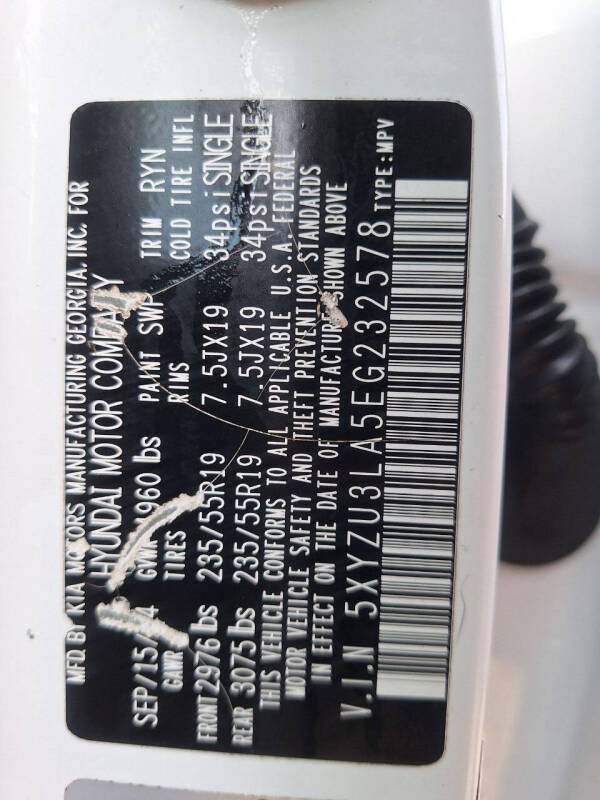 MFD. BY KIA MOTORS MANUFACTURING GEORGIA, INC. FOR
HYUNDAI MOTOR COMPANY
SEP/15/ GVWR 4960 lbs PAINT SWP TRIM RYN
GAWR TIRES RIMS COLD TIRE INFL
FRONT 2976 lbs 235/55R19 7.5JX19 34psi SINGLE
REAR 3075 lbs 235/55R19 7.5JX19 34psi SINGLE
THIS VEHICLE CONFORMS TO ALL APPLICABLE U.S.A. FEDERAL
MOTOR VEHICLE SAFETY AND THEFT PREVENTION STANDARDS
IN EFFECT ON THE DATE OF MANUFACTURE SHOWN ABOVE
V.I.N 5XYZU3LA5EG232578 TYPE:MPV